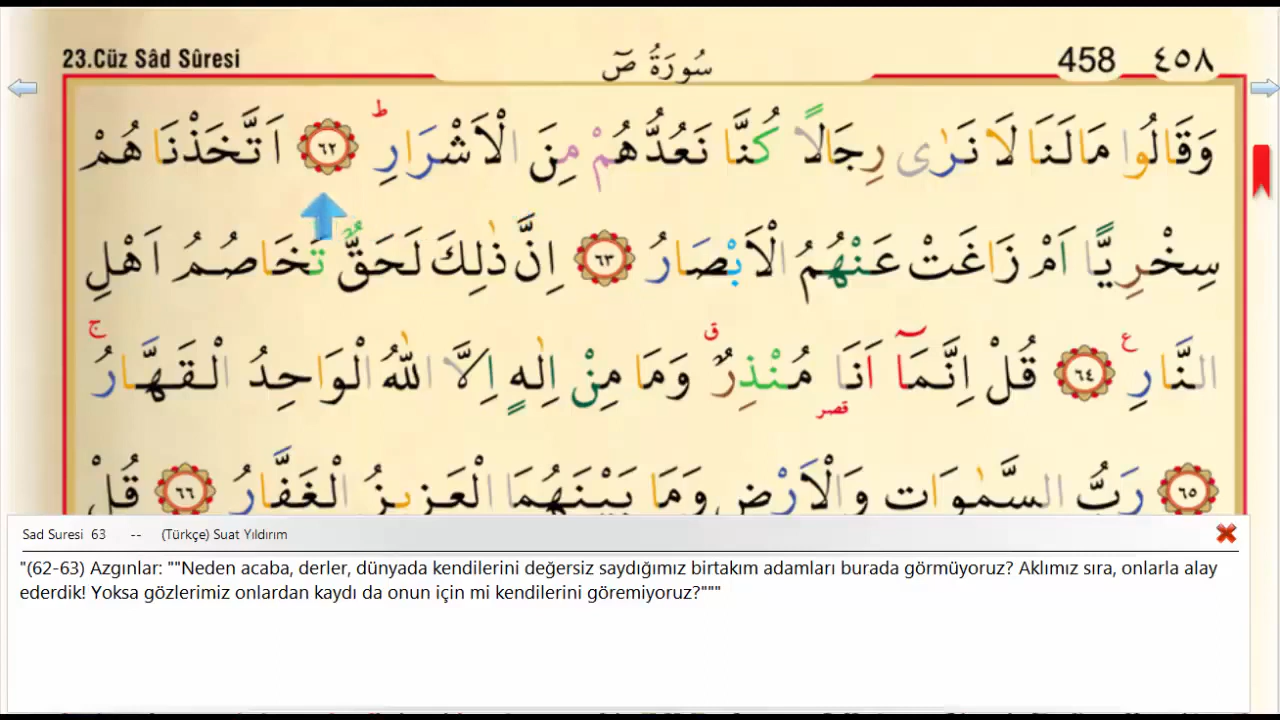 23.Cüz Sâd Sûresi
سُورَةُ صٓ
458 ٤٥٨
وَقَالُوا مَا لَنَا لَا نَرٰى رِجَالًا كُنَّا نَعُدُّهُمْ مِنَ الْاَشْرَارِ ط ٦٢ اَتَّخَذْنَا هُمْ
سِخْرِيًّا اَمْ زَاغَتْ عَنْهُمُ الْاَبْصَارُ ٦٣ اِنَّ ذٰلِكَ لَحَقٌّ تَخَاصُمُ اَهْلِ
النَّارِ ع ٦٤ قُلْ اِنَّمَٓا اَنَا۬ مُنْذِرٌ ق وَمَا مِنْ اِلٰهٍ اِلَّا اللّٰهُ الْوَاحِدُ الْقَهَّارُ ج
قصر
٦٥ رَبُّ السَّمٰوَاتِ وَالْاَرْضِ وَمَا بَيْنَهُمَا الْعَزِيزُ الْغَفَّارُ ٦٦ قُلْ
Sad Suresi 63 -- (Türkçe) Suat Yıldırım
"(62-63) Azgınlar: ""Neden acaba, derler, dünyada kendilerini değersiz saydığımız birtakım adamları burada görmüyoruz? Aklımız sıra, onlarla alay
ederdik! Yoksa gözlerimiz onlardan kaydı da onun için mi kendilerini göremiyoruz?"""